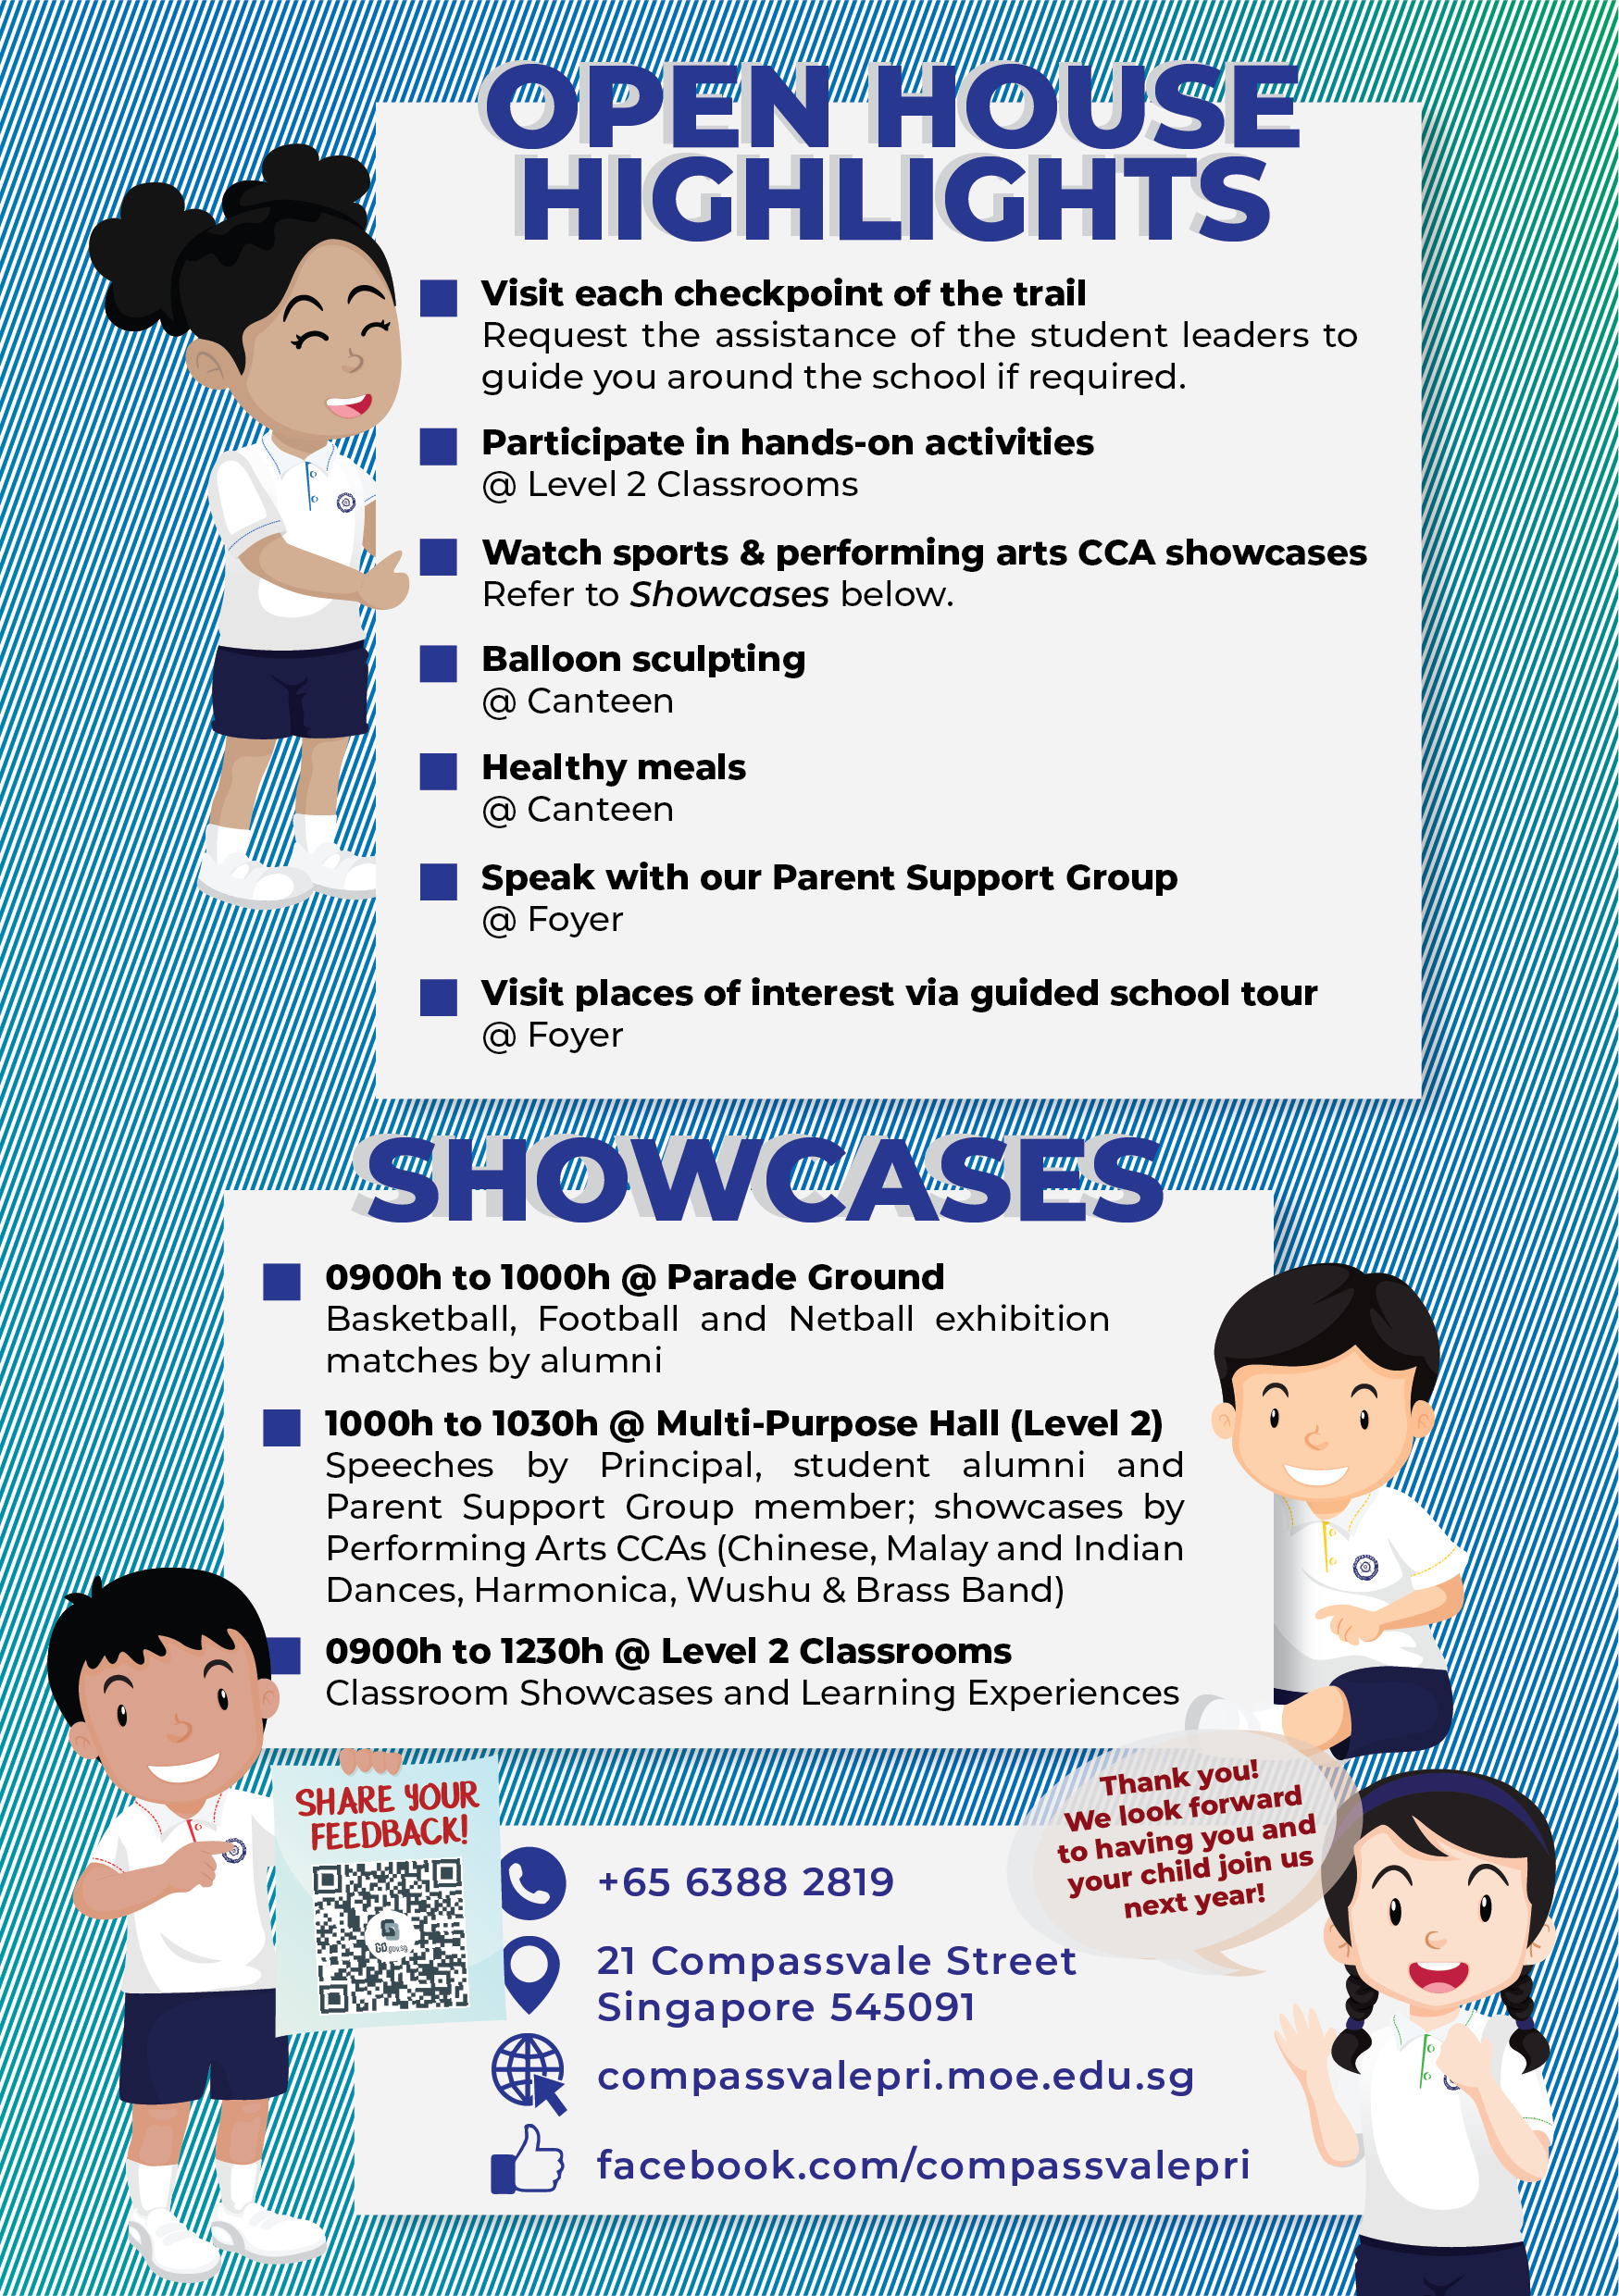 OPEN HOUSE
HIGHLIGHTS
Visit each checkpoint of the trail
Request the assistance of the student leaders to
guide you around the school if required.
Participate in hands-on activities
@ Level 2 Classrooms
Watch sports & performing arts CCA showcases
Refer to Showcases below.
Balloon sculpting
@ Canteen
Healthy meals
@ Canteen
Speak with our Parent Support Group
@ Foyer
Visit places of interest via guided school tour
@ Foyer
SHOWCASES
0900h to 1000h @ Parade Ground
Basketball, Football and Netball exhibition
matches by alumni
1000h to 1030h @ Multi-Purpose Hall (Level 2)
Speeches by Principal, student alumni and
Parent Support Group member; showcases by
Performing Arts CCAs (Chinese, Malay and Indian
Dances, Harmonica, Wushu & Brass Band)
0900h to 1230h @ Level 2 Classrooms
Classroom Showcases and Learning Experiences
SHARE YOUR
FEEDBACK!
GO.gov.sg
Thank you!
We look forward
to having you and
your child join us
next year!
+65 6388 2819
21 Compassvale Street
Singapore 545091
compassvalepri.moe.edu.sg
facebook.com/compassvalepri